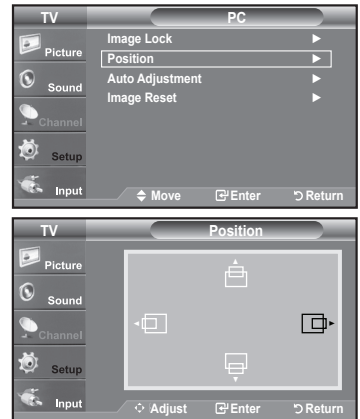 TV
PC
Picture
Sound
Channel
Setup
Input
Image Lock
Position
Auto Adjustment
Image Reset
Move
Enter
Return
TV
Position
Picture
Sound
Channel
Setup
Input
Adjust
Enter
Return